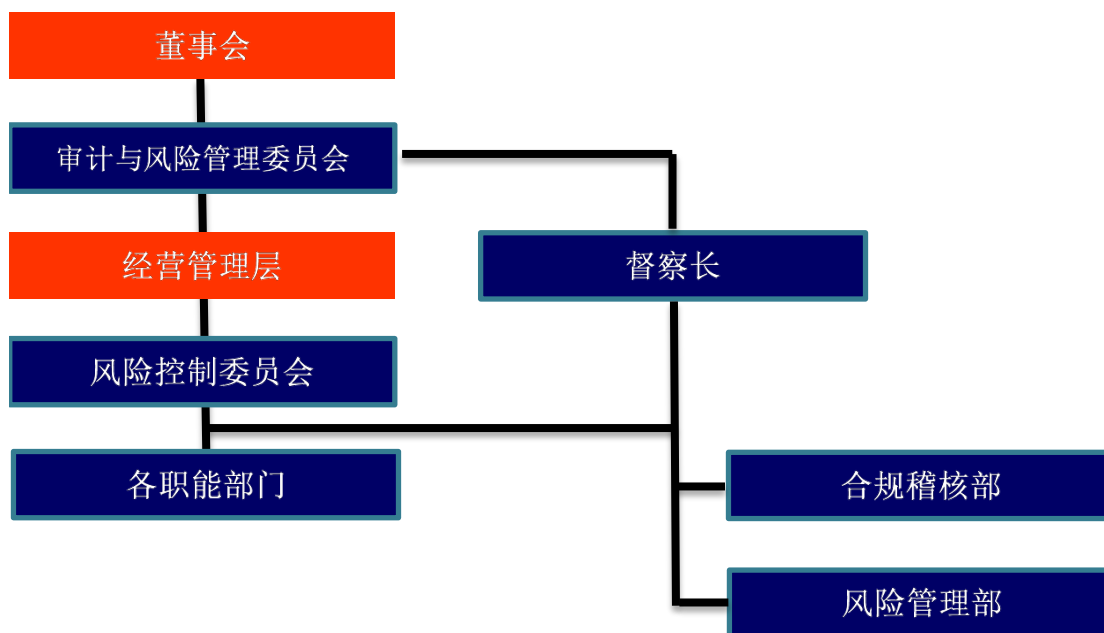 董事会
审计与风险管理委员会
经营管理层
督察长
风险控制委员会
各职能部门
合规稽核部
风险管理部